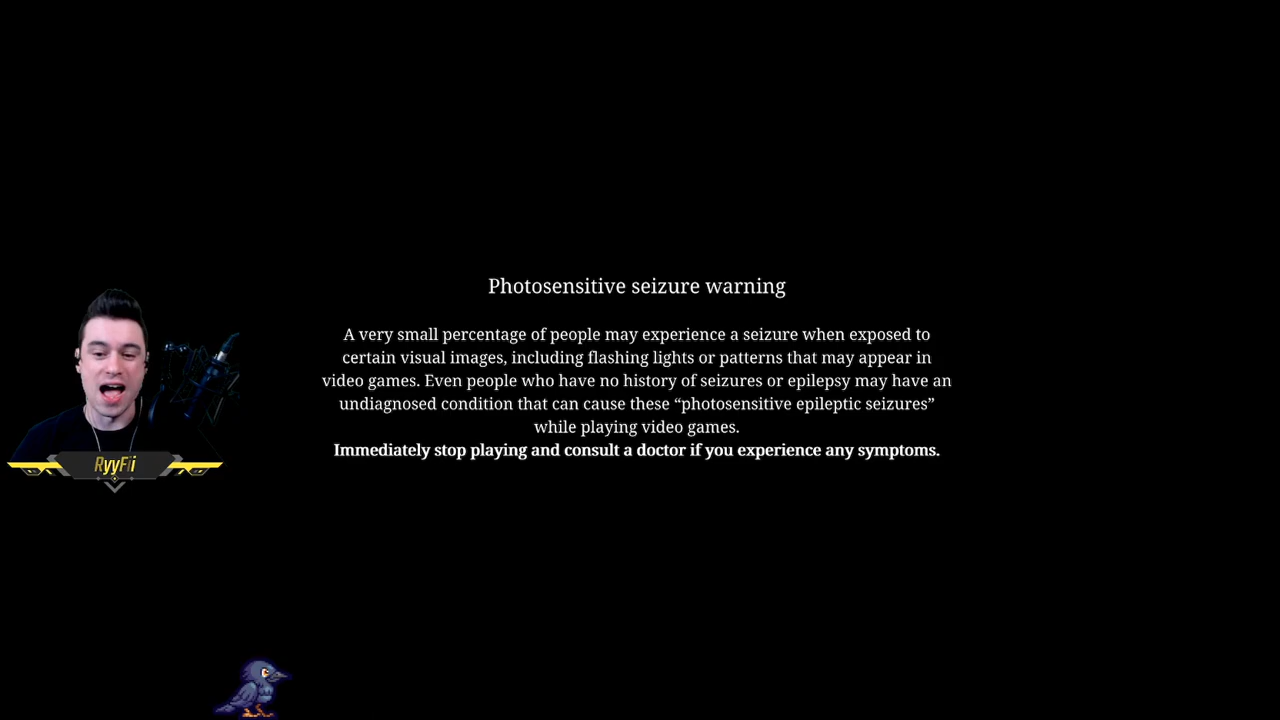 Photosensitive seizure warning
A very small percentage of people may experience a seizure when exposed to
certain visual images, including flashing lights or patterns that may appear in
video games. Even people who have no history of seizures or epilepsy may have an
undiagnosed condition that can cause these “photosensitive epileptic seizures”
while playing video games.
Immediately stop playing and consult a doctor if you experience any symptoms.
RyyFii